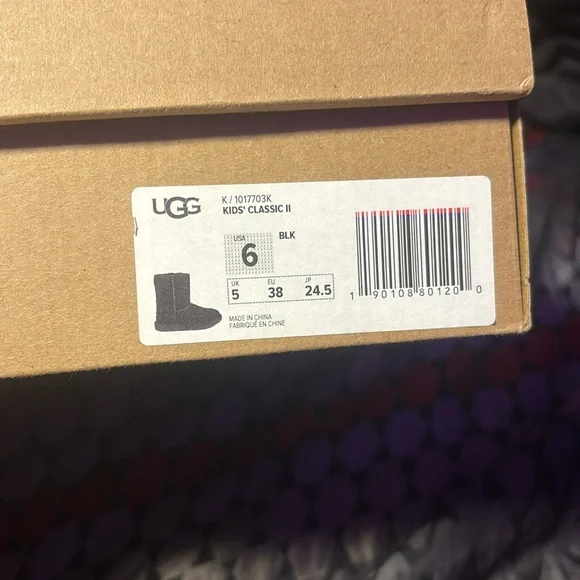 UGG
K / 1017703K
KIDS' CLASSIC II
USA
6
BLK
UK EU JP
5 38 24.5
MADE IN CHINA
FABRIQUÉ EN CHINE
1 90108 80120 0